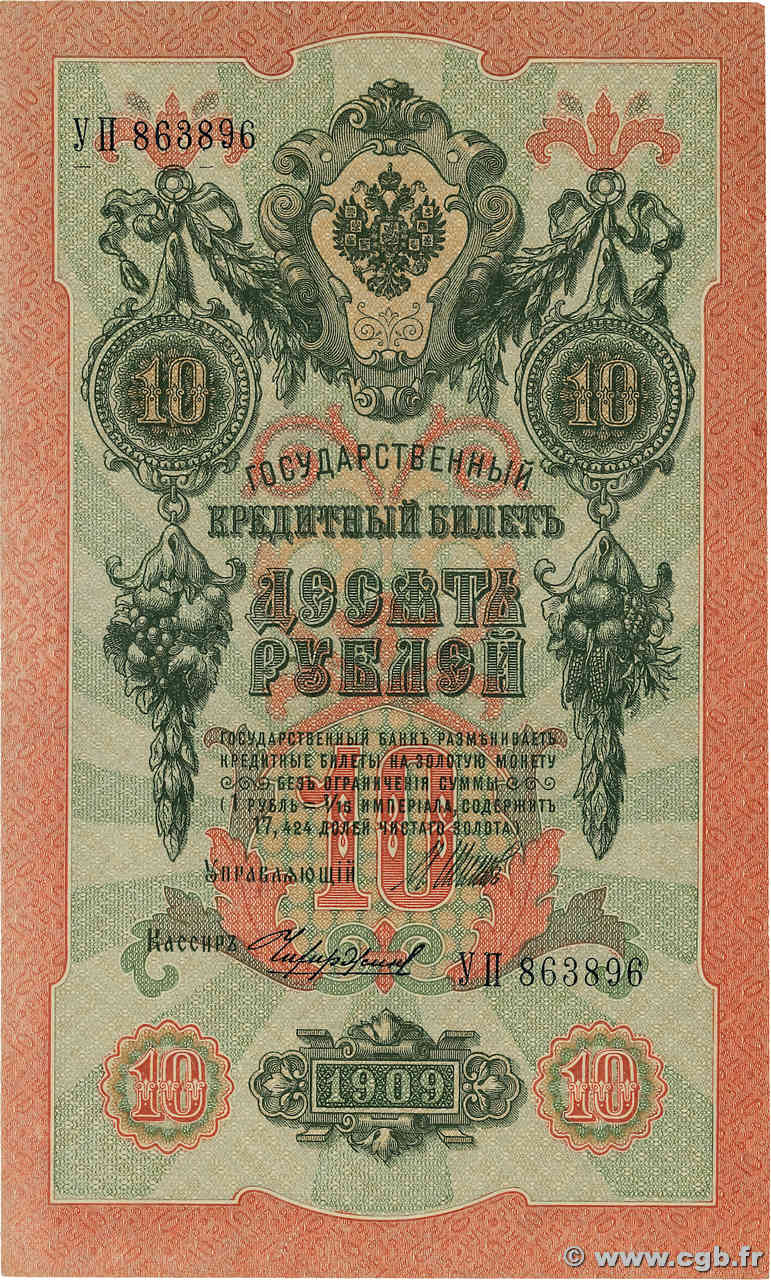 УП 863896
10 10
ГОСУДАРСТВЕННЫЙ
КРЕДИТНЫЙ БИЛЕТЪ
ДЕСЯТЬ
РУБЛЕЙ
ГОСУДАРСТВЕННЫЙ БАНКЪ РАЗМѢНИВАЕТЪ
КРЕДИТНЫЕ БИЛЕТЫ НА ЗОЛОТУЮ МОНЕТУ
БЕЗЪ ОГРАНИЧЕНІЯ СУММЫ
(1 РУБЛЬ = 1/15 ИМПЕРІАЛА, СОДЕРЖИТЪ
17,424 ДОЛЕЙ ЧИСТАГО ЗОЛОТА)
10
Управляющій
Кассиръ
УП 863896
10 1909 10
© www.cgb.fr